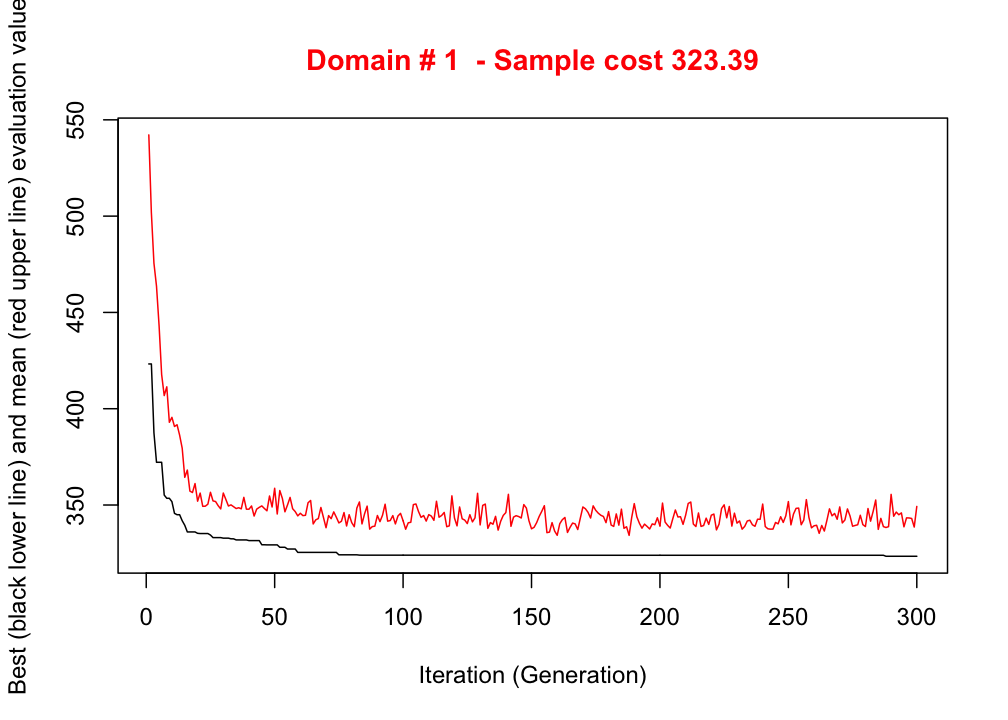 Domain # 1  - Sample cost 323.39
Best (black lower line) and mean (red upper line) evaluation value
550
500
450
400
350
0 50 100 150 200 250 300
Iteration (Generation)